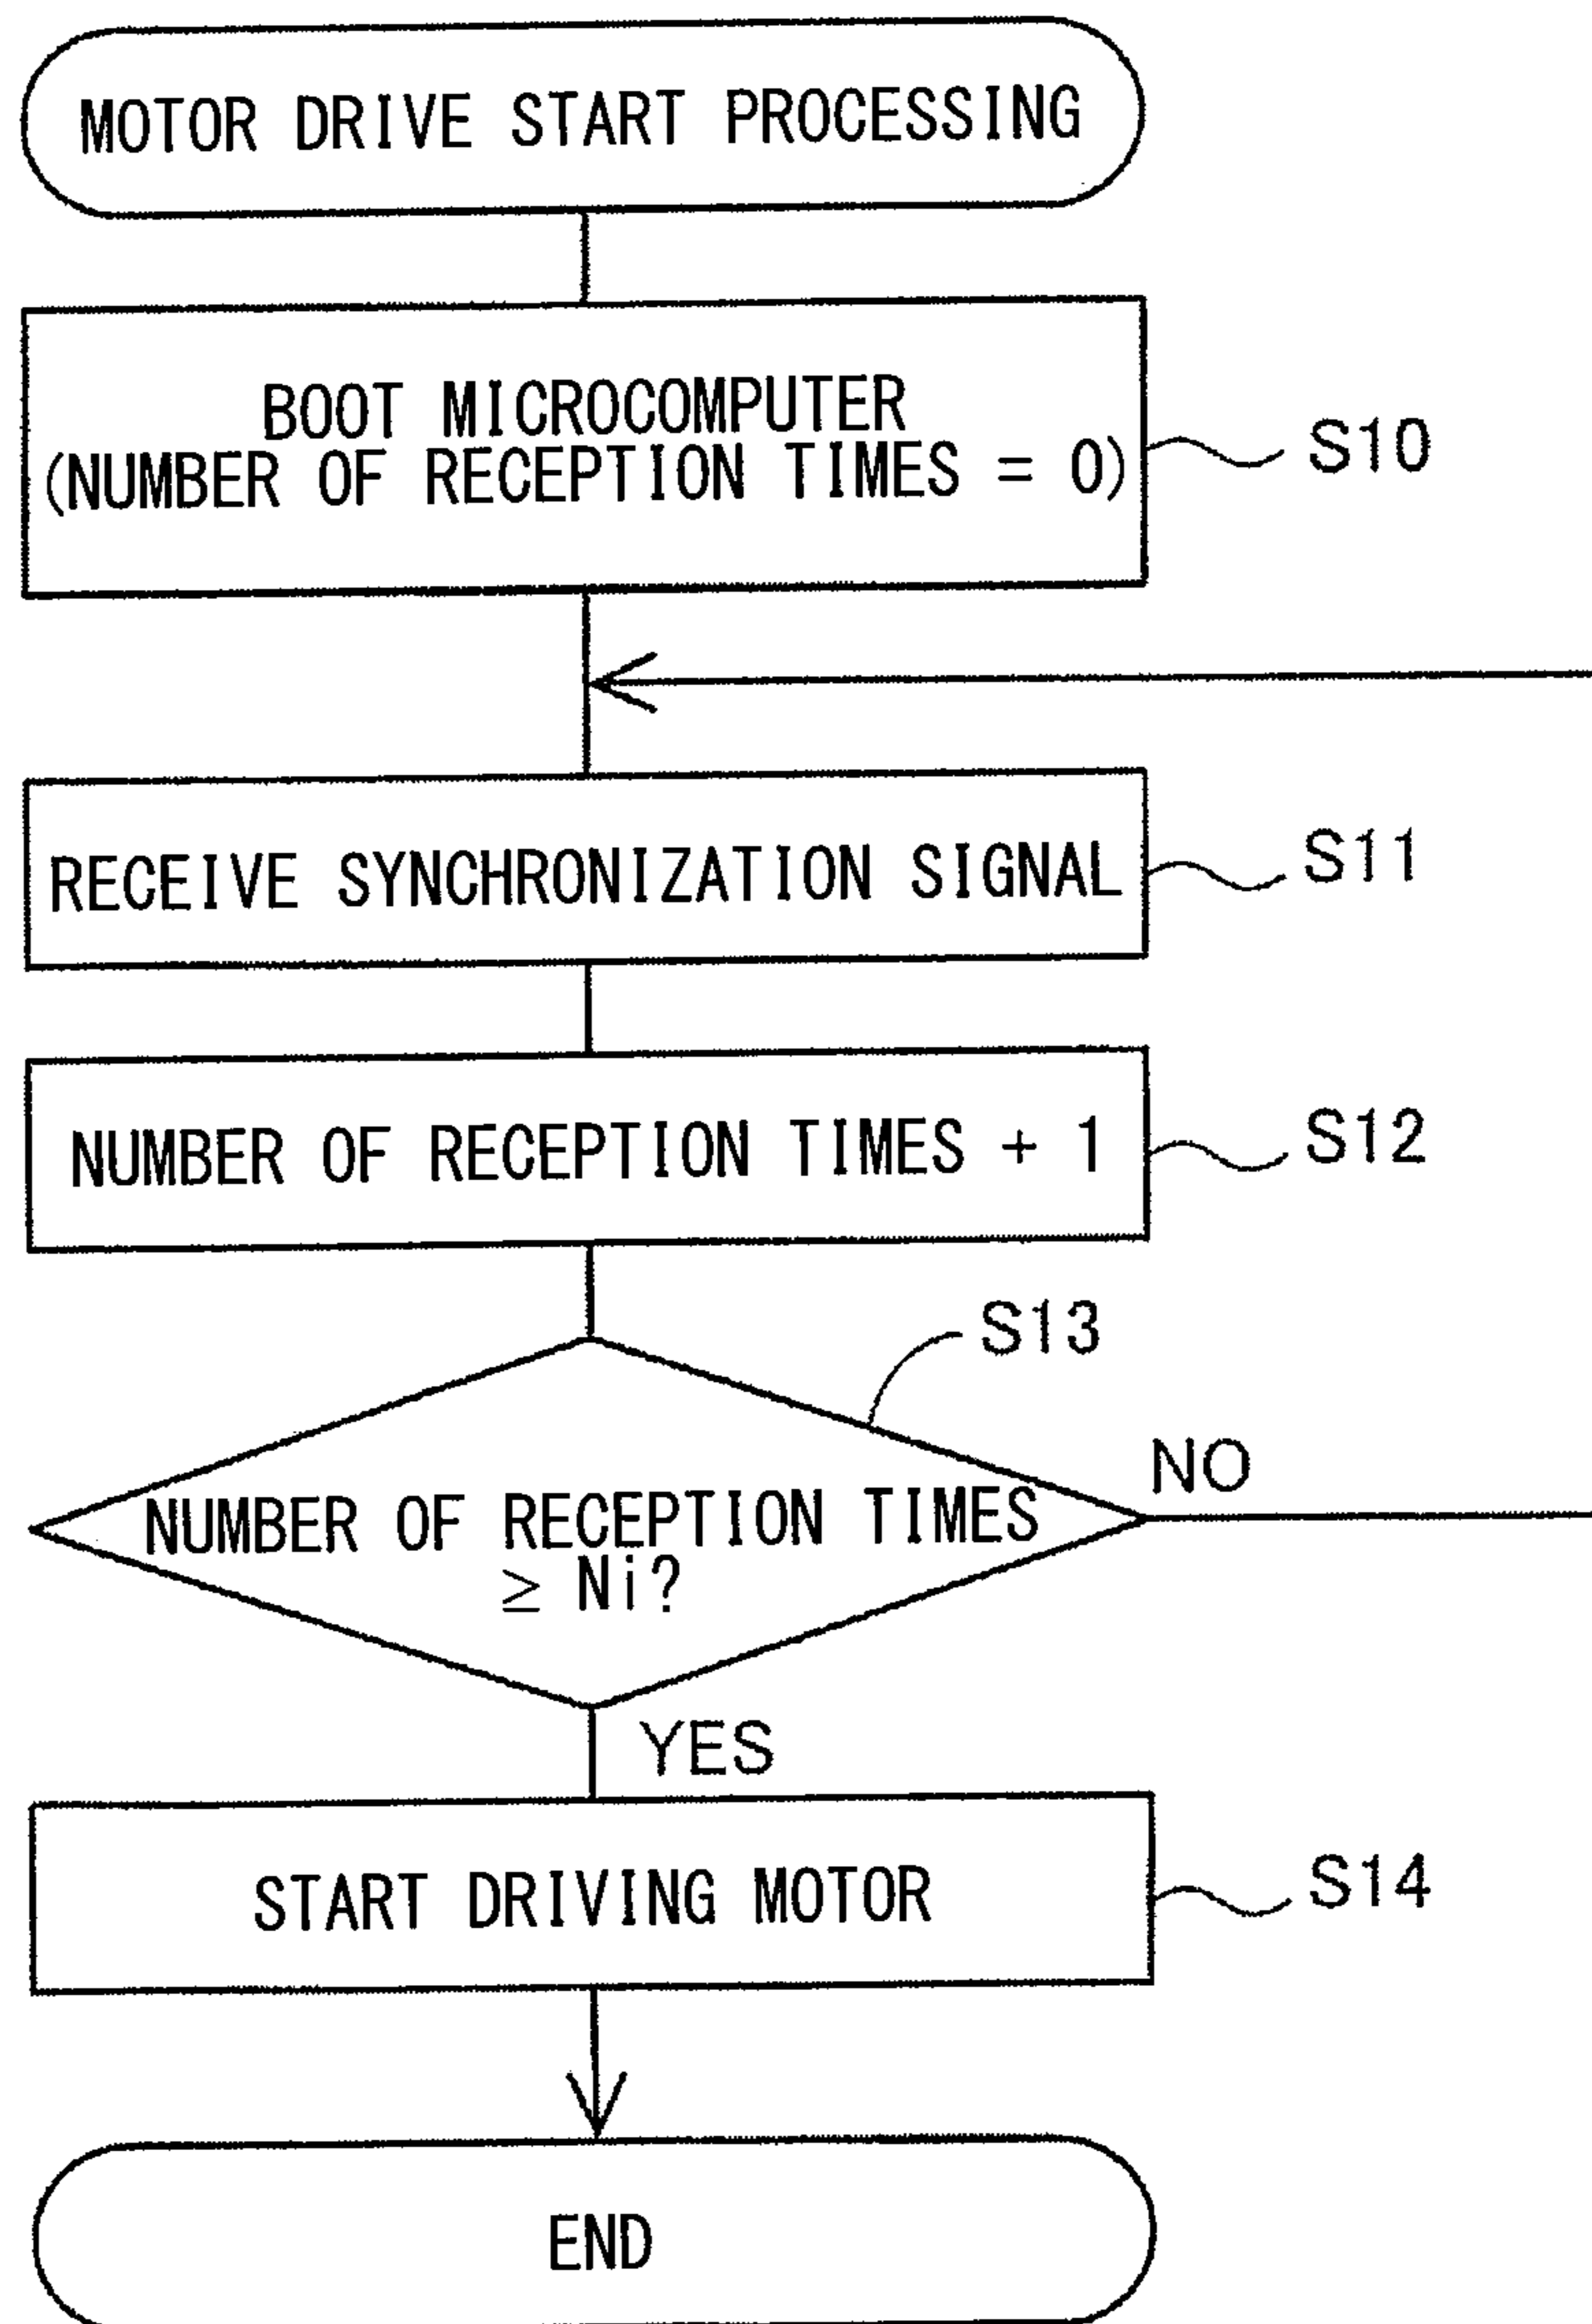 MOTOR DRIVE START PROCESSING
BOOT MICROCOMPUTER
(NUMBER OF RECEPTION TIMES = 0)
S10
RECEIVE SYNCHRONIZATION SIGNAL
S11
NUMBER OF RECEPTION TIMES + 1
S12
S13
NUMBER OF RECEPTION TIMES
≥ Ni?
NO
YES
START DRIVING MOTOR
S14
END